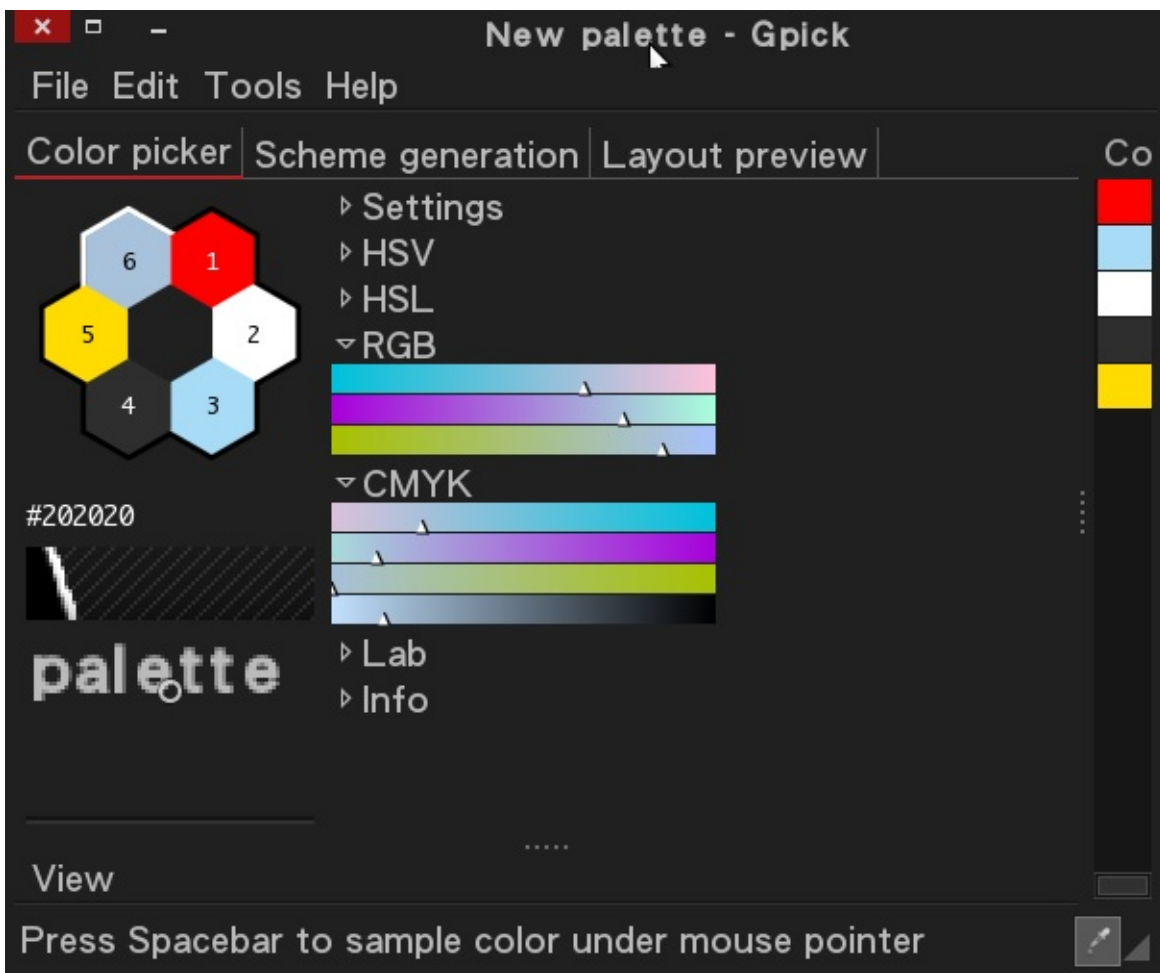 New palette - Gpick
File Edit Tools Help
Color picker Scheme generation Layout preview Co
Settings
6 1
HSV
HSL
5 2
RGB
4 3
CMYK
#202020
palette
Lab
Info
View
Press Spacebar to sample color under mouse pointer